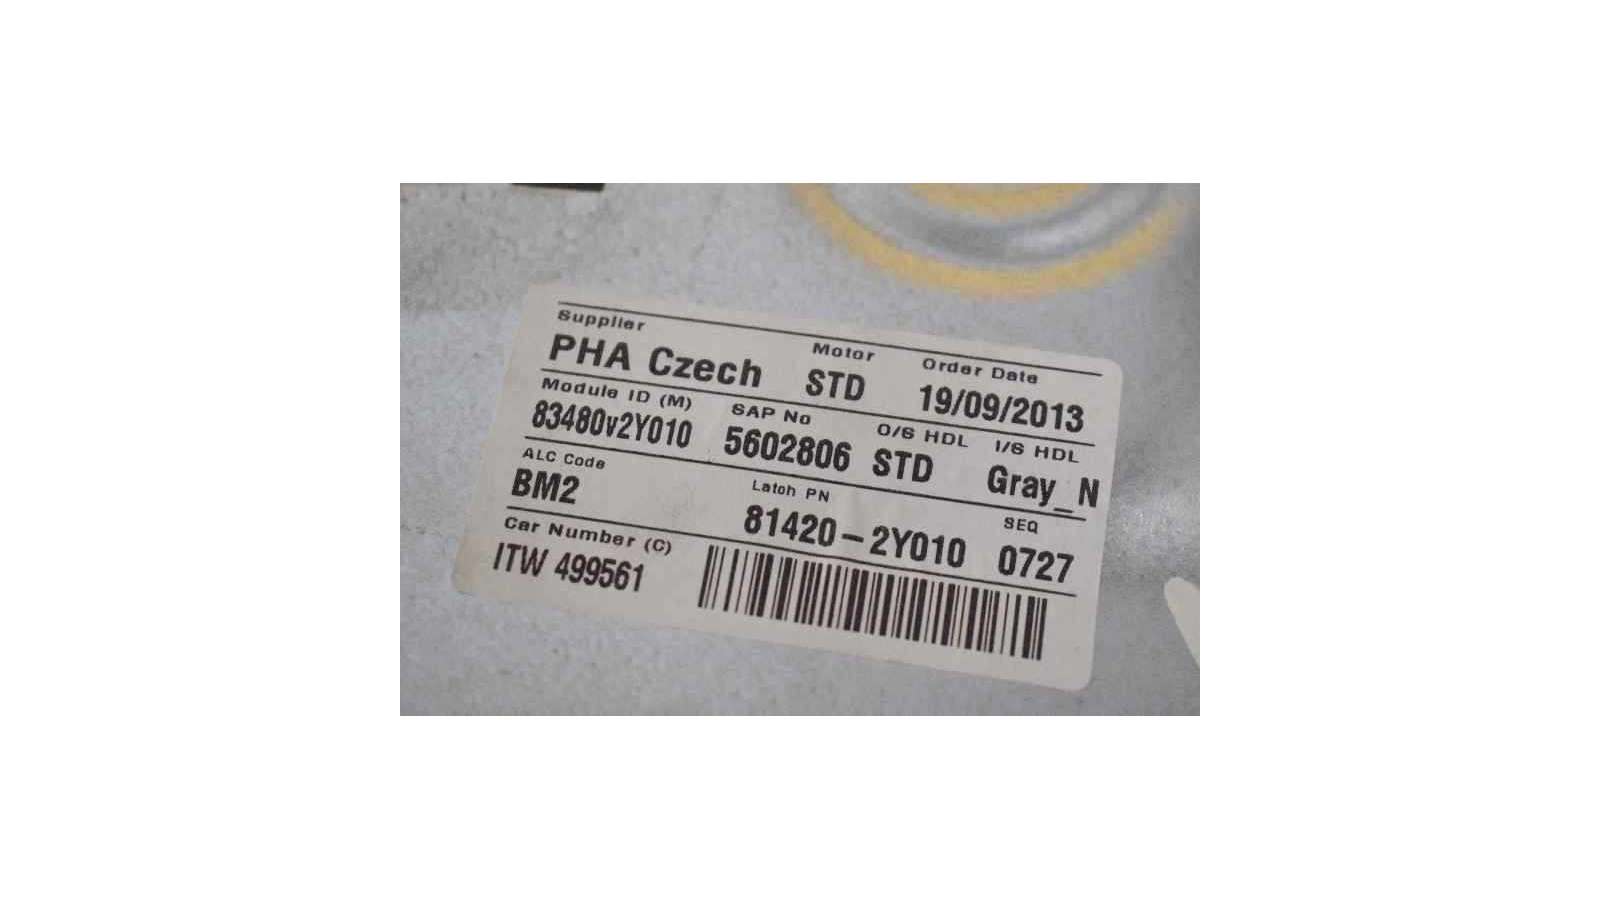 Supplier Motor Order Date
PHA Czech STD 19/09/2013
Module ID (M) SAP No O/S HDL I/S HDL
83480v2Y010 5602806 STD Gray_N
ALC Code Latch PN SEQ
BM2 81420-2Y010 0727
Car Number (C)
ITW 499561